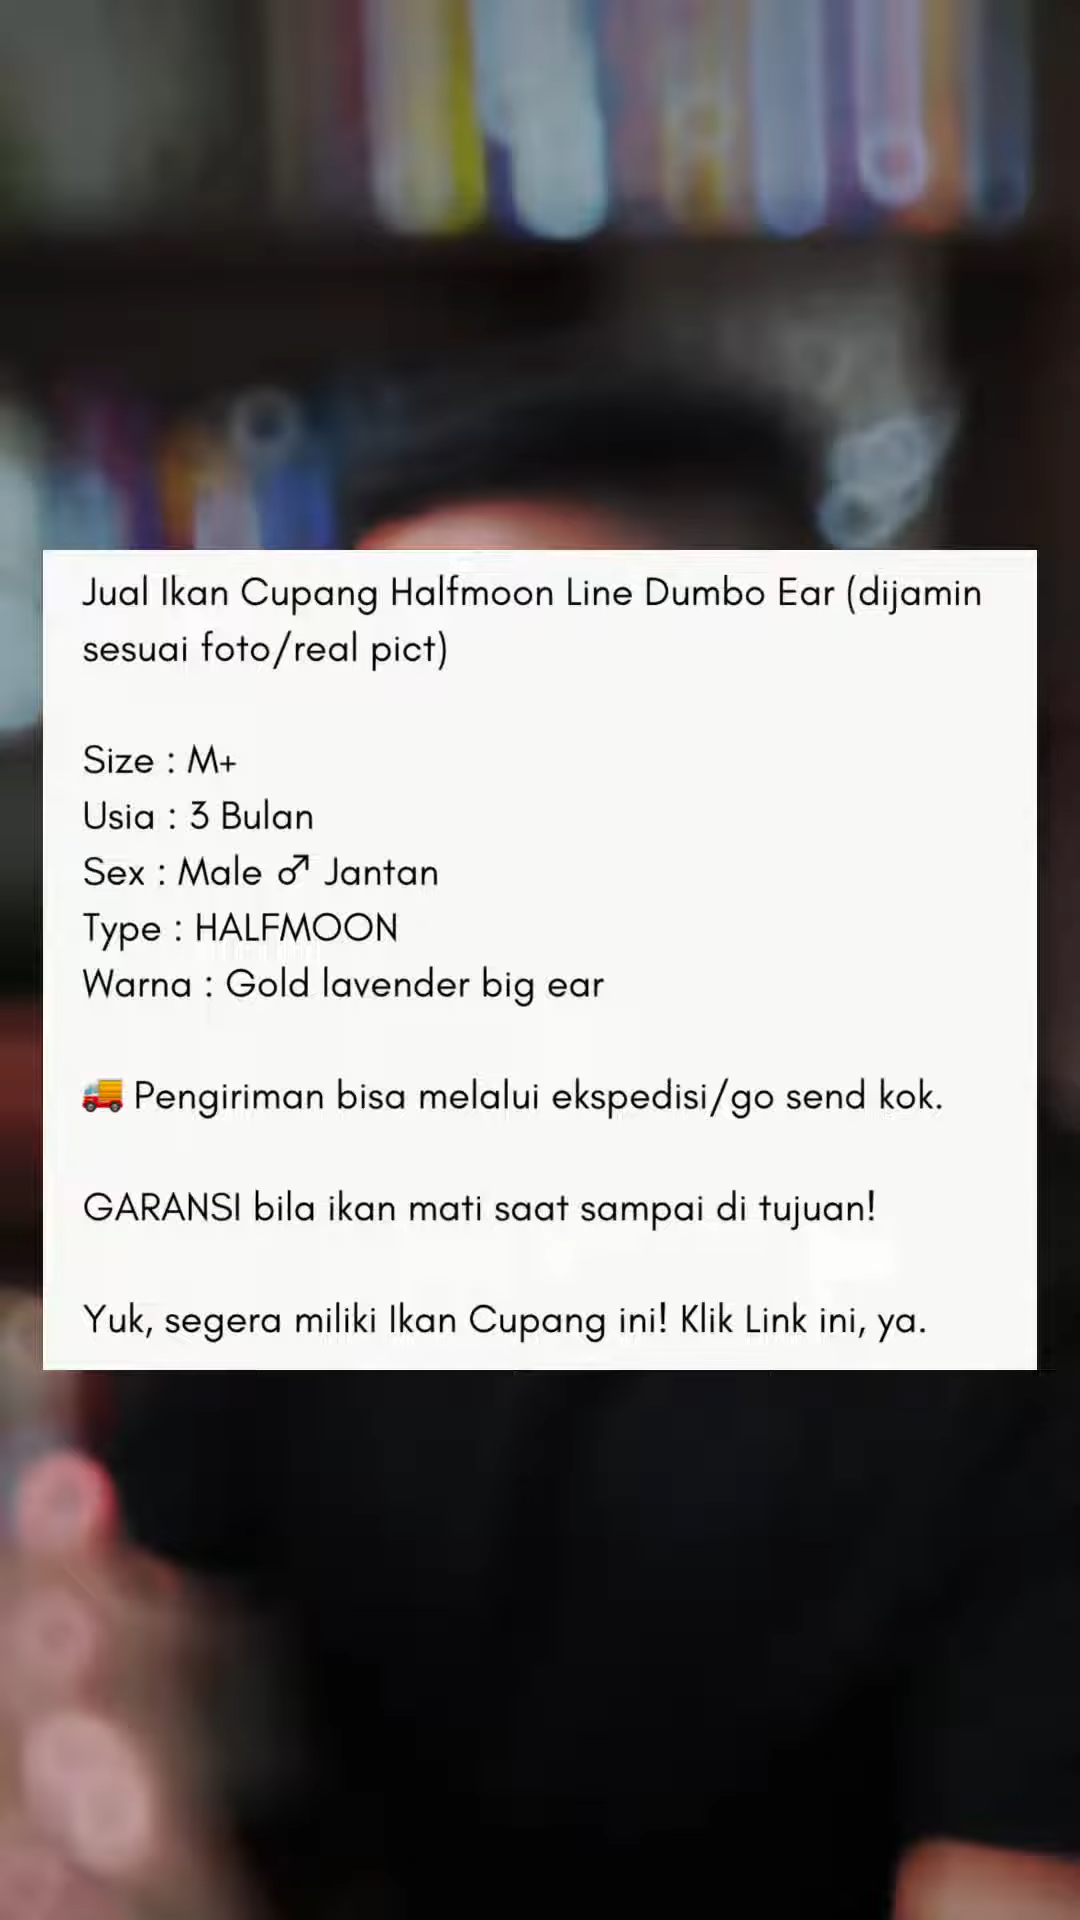 Jual Ikan Cupang Halfmoon Line Dumbo Ear (dijamin
sesuai foto/real pict)
Size : M+
Usia : 3 Bulan
Sex : Male ♂ Jantan
Type : HALFMOON
Warna : Gold lavender big ear
🚚 Pengiriman bisa melalui ekspedisi/go send kok.
GARANSI bila ikan mati saat sampai di tujuan!
Yuk, segera miliki Ikan Cupang ini! Klik Link ini, ya.